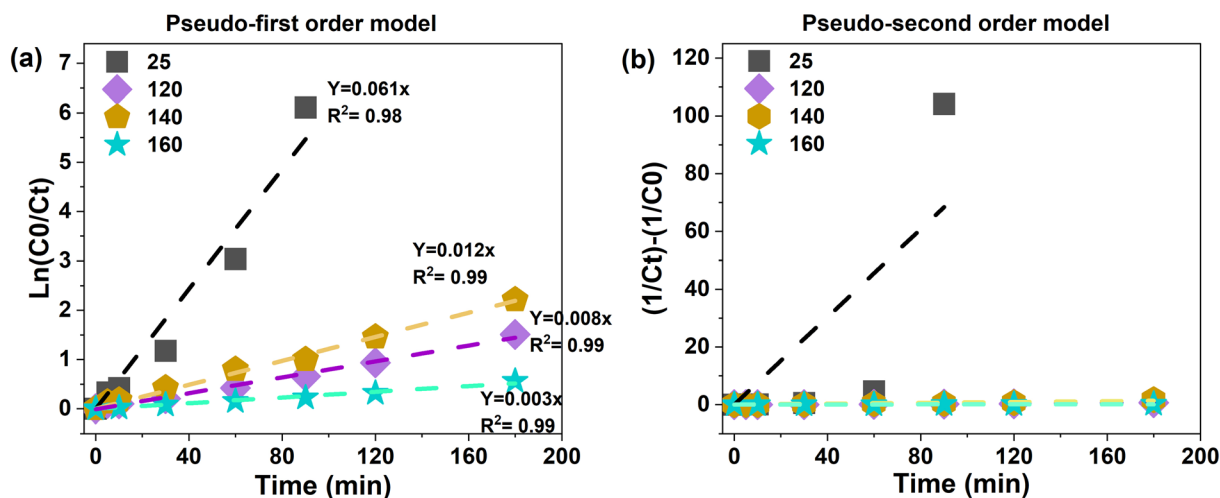 Pseudo-first order model
(a)
25
120
140
160
Y=0.061x
R²= 0.98
Y=0.012x
R²= 0.99
Y=0.008x
R²= 0.99
Y=0.003x
R²= 0.99
Ln(C0/Ct)
7
6
5
4
3
2
1
0
0 40 80 120 160 200
Time (min)
Pseudo-second order model
(b)
25
120
140
160
(1/Ct)-(1/C0)
120
100
80
60
40
20
0
0 40 80 120 160 200
Time (min)